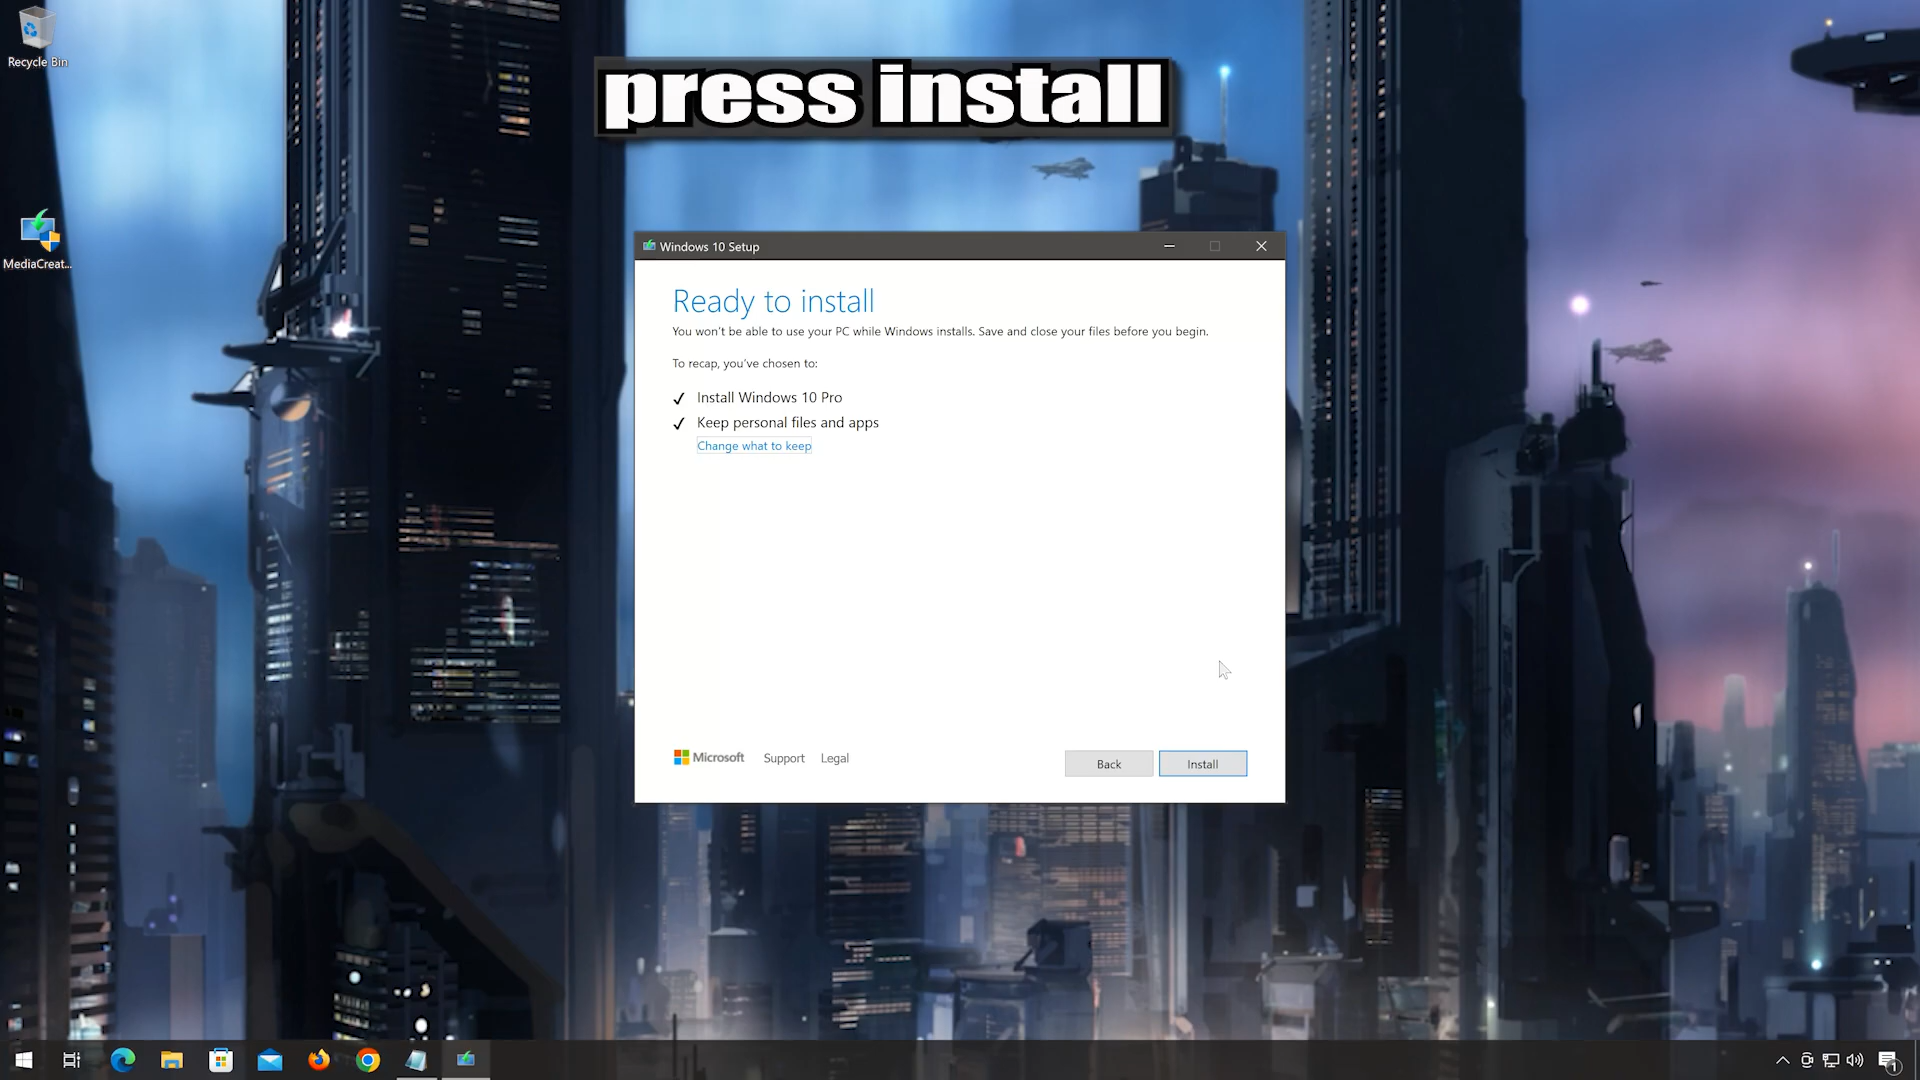 Recycle Bin
MediaCreat...
press install
Windows 10 Setup
Ready to install
You won't be able to use your PC while Windows installs. Save and close your files before you begin.
To recap, you've chosen to:
✓ Install Windows 10 Pro
✓ Keep personal files and apps
Change what to keep
Microsoft Support Legal
Back Install
1